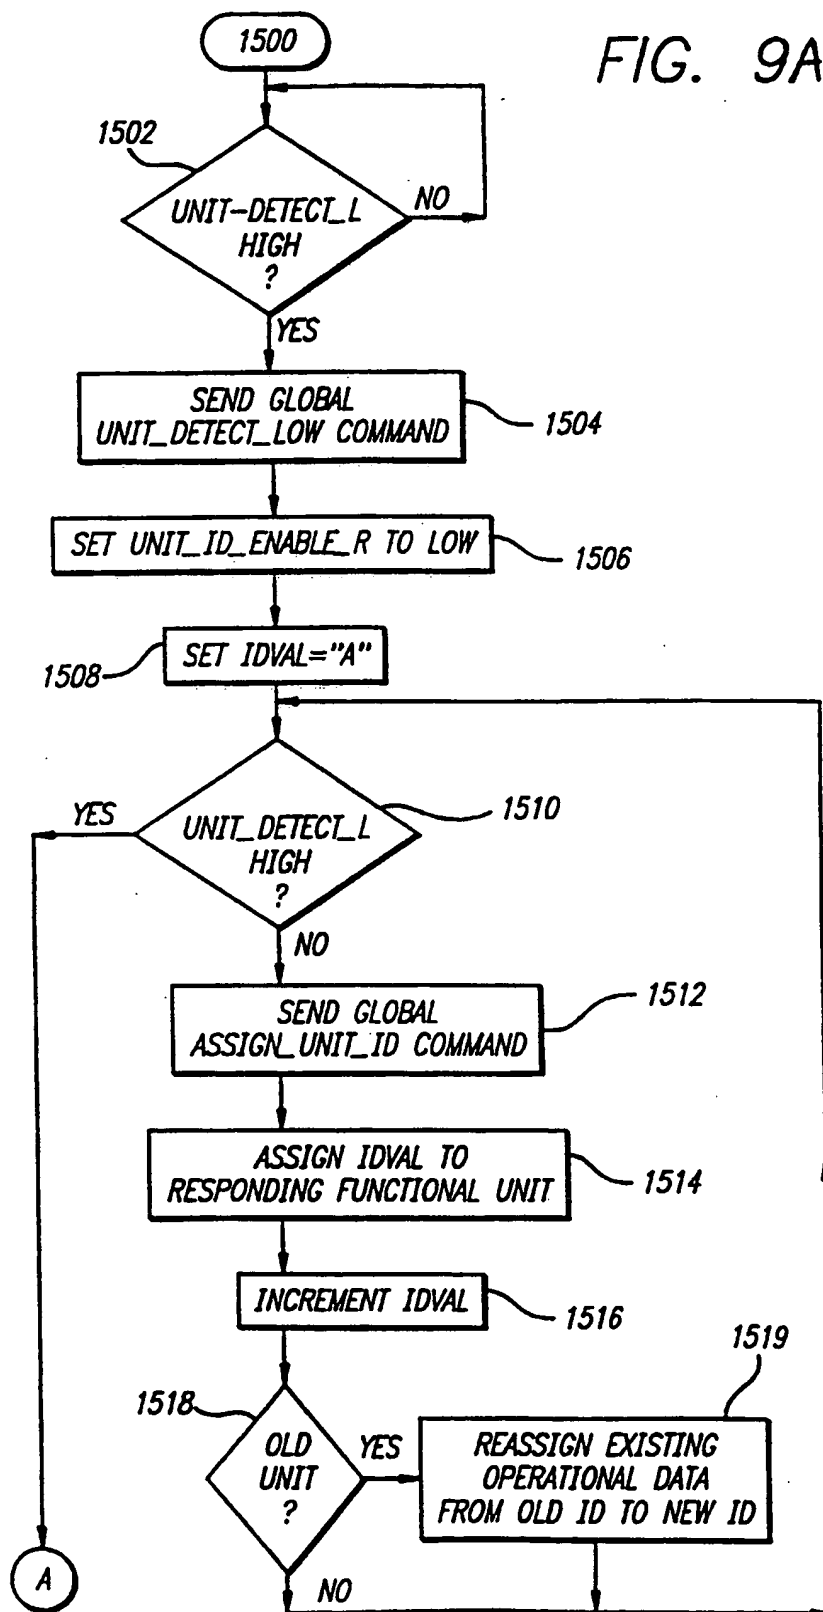 1500
FIG. 9A
1502
UNIT-DETECT_L
HIGH
?
NO
YES
SEND GLOBAL
UNIT_DETECT_LOW COMMAND
1504
SET UNIT_ID_ENABLE_R TO LOW
1506
SET IDVAL="A"
1508
YES
UNIT_DETECT_L
HIGH
?
1510
NO
SEND GLOBAL
ASSIGN_UNIT_ID COMMAND
1512
ASSIGN IDVAL TO
RESPONDING FUNCTIONAL UNIT
1514
INCREMENT IDVAL
1516
1518
OLD
UNIT
?
YES
1519
REASSIGN EXISTING
OPERATIONAL DATA
FROM OLD ID TO NEW ID
A
NO